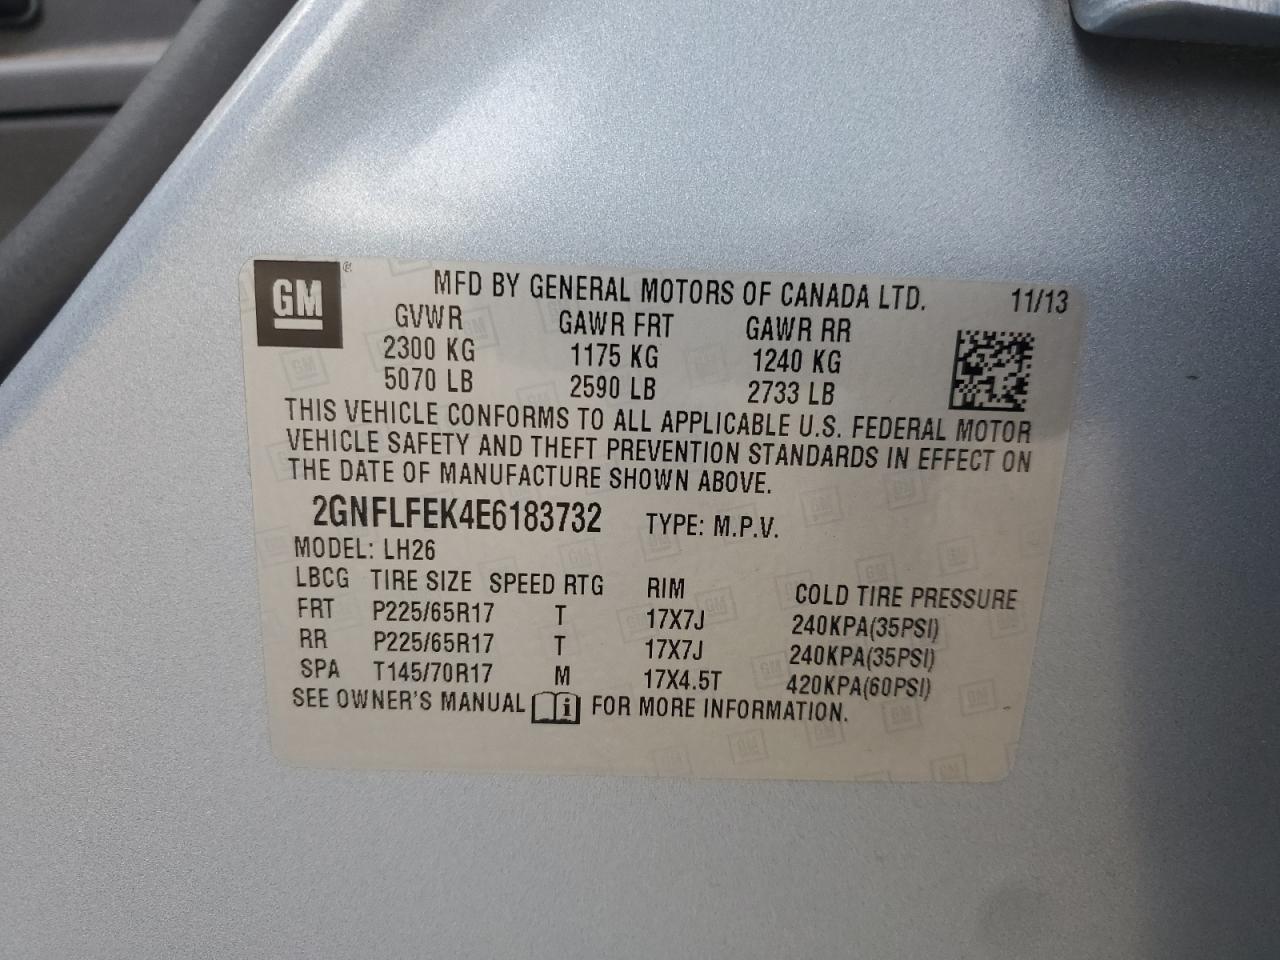 GM® MFD BY GENERAL MOTORS OF CANADA LTD. 11/13
GVWR GAWR FRT GAWR RR
2300 KG 1175 KG 1240 KG
5070 LB 2590 LB 2733 LB
THIS VEHICLE CONFORMS TO ALL APPLICABLE U.S. FEDERAL MOTOR
VEHICLE SAFETY AND THEFT PREVENTION STANDARDS IN EFFECT ON
THE DATE OF MANUFACTURE SHOWN ABOVE.
2GNFLFEK4E6183732 TYPE: M.P.V.
MODEL: LH26
LBCG TIRE SIZE SPEED RTG RIM COLD TIRE PRESSURE
FRT P225/65R17 T 17X7J 240KPA(35PSI)
RR P225/65R17 T 17X7J 240KPA(35PSI)
SPA T145/70R17 M 17X4.5T 420KPA(60PSI)
SEE OWNER'S MANUAL i FOR MORE INFORMATION.